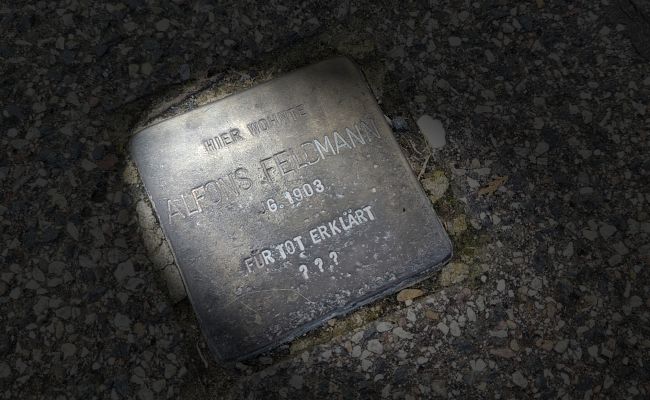 HIER WOHNTE
ALFONS FELDMANN
G. 1903
FÜR TOT ERKLÄRT
? ? ?